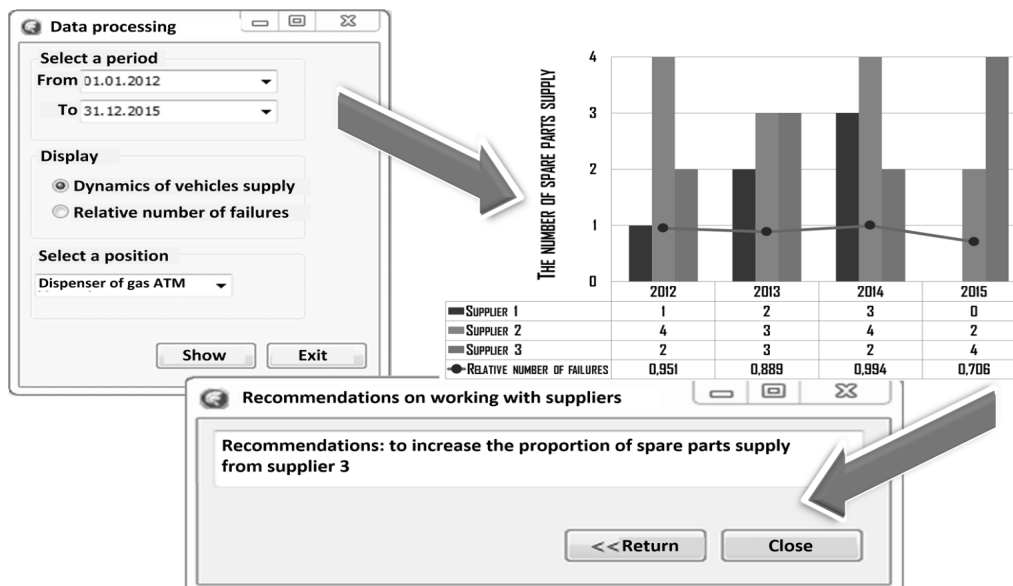 Data processing
Select a period
From 01.01.2012
To 31.12.2015
Display
Dynamics of vehicles supply
Relative number of failures
Select a position
Dispenser of gas ATM
Show Exit
THE NUMBER OF SPARE PARTS SUPPLY
4
3
2
1
0
2012 2013 2014 2015
SUPPLIER 1 1 2 3 0
SUPPLIER 2 4 3 4 2
SUPPLIER 3 2 3 2 4
RELATIVE NUMBER OF FAILURES 0,951 0,889 0,994 0,706
Recommendations on working with suppliers
Recommendations: to increase the proportion of spare parts supply
from supplier 3
<<Return Close